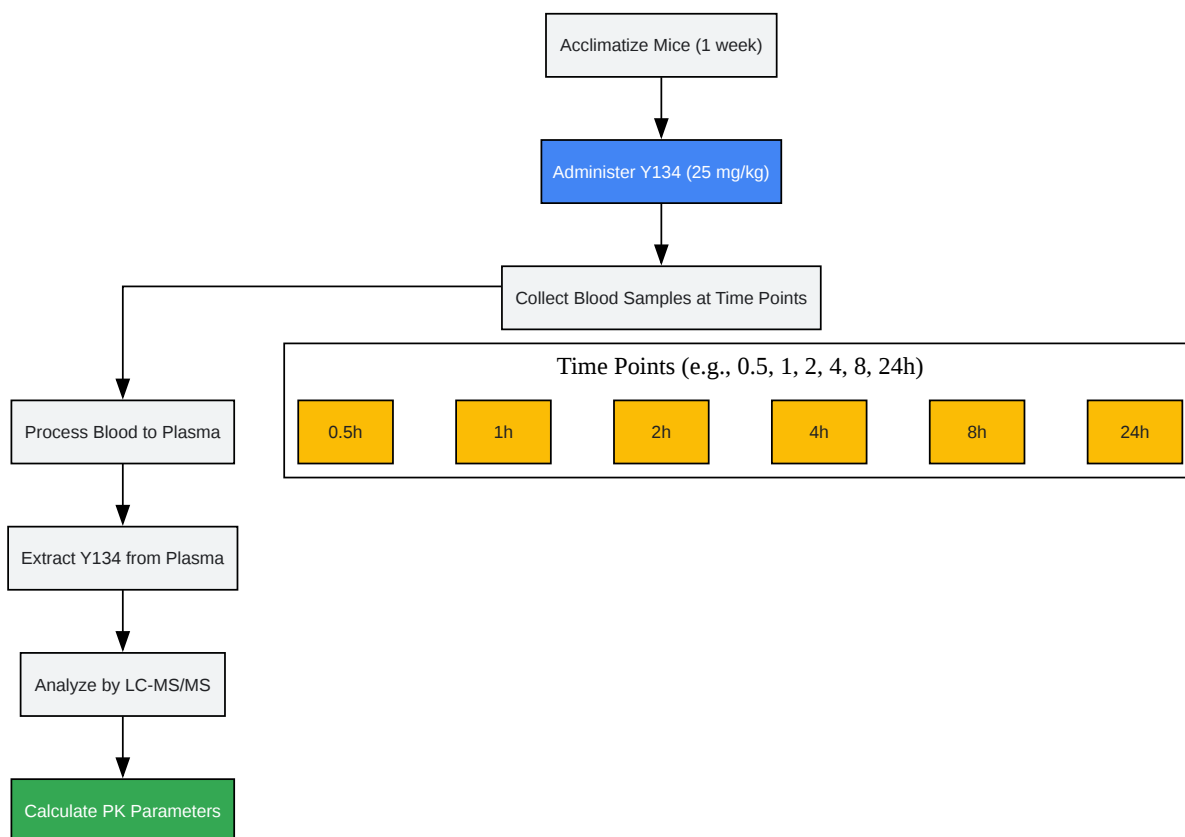 Acclimatize Mice (1 week)
Administer Y134 (25 mg/kg)
Collect Blood Samples at Time Points
Time Points (e.g., 0.5, 1, 2, 4, 8, 24h)
Process Blood to Plasma
0.5h
1h
2h
4h
8h
24h
Extract Y134 from Plasma
Analyze by LC-MS/MS
Calculate PK Parameters